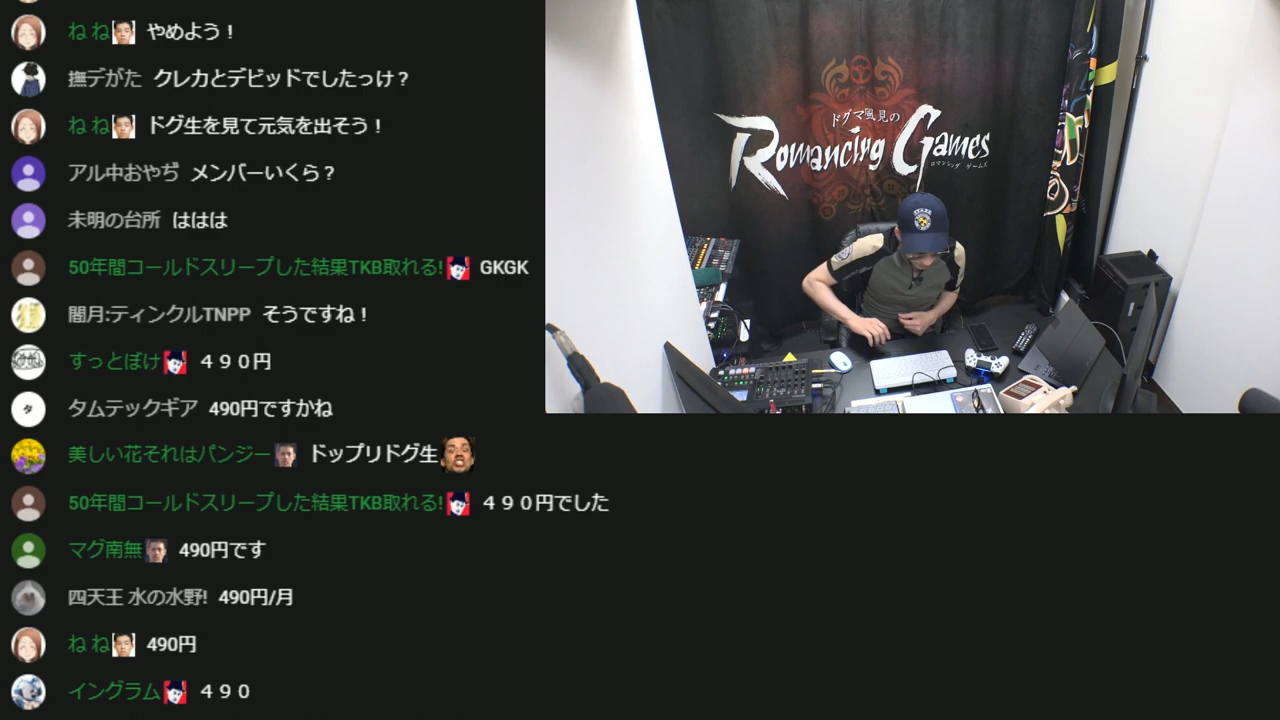 ねね やめよう！
撫デがた クレカとデビッドでしたっけ？
ねね ドグ生を見て元気を出そう！
アル中おやぢ メンバーいくら？
未明の台所 ははは
50年間コールドスリープした結果TKB取れる! GKGK
闇月:ティンクルTNPP そうですね！
すっとぼけ ４９０円
タムテックギア 490円ですかね
美しい花それはパンジー ドップリドグ生
50年間コールドスリープした結果TKB取れる! ４９０円でした
マグ南無 490円です
四天王 水の水野! 490円/月
ねね 490円
イングラム ４９０
ドグマ風見の
Romancing Games
ロマンシング ゲームズ
STARS
タ